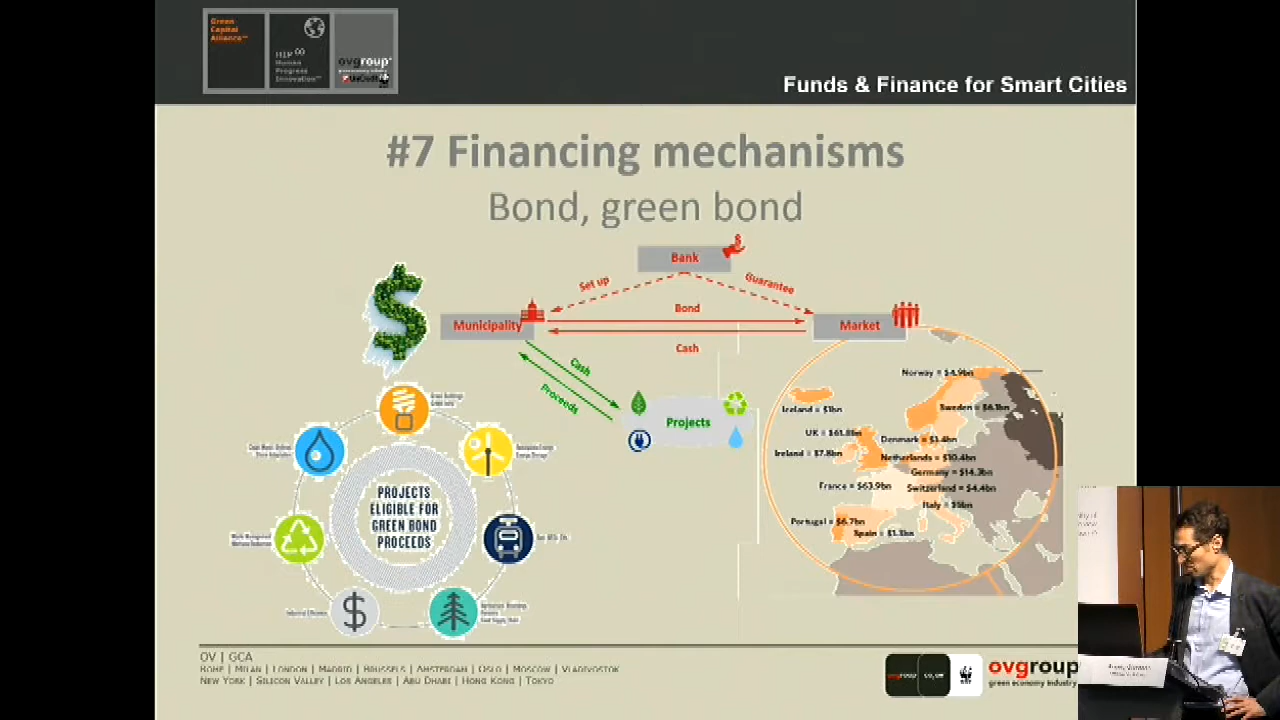 Green
Capital
Alliance™
HIP
Human
Progress
Innovation™
ovgroup
Funds & Finance for Smart Cities
#7 Financing mechanisms
Bond, green bond
Bank
Set up
Guarantee
Bond
Municipality
Market
Cash
Cash
Proceeds
Projects
Norway = $4.9bn
Iceland = $1bn
Sweden = $6.1bn
UK = $61.8bn
Denmark = $1.4bn
Ireland = $7.8bn
Netherlands = $10.4bn
Germany = $14.3bn
France = $63.9bn
Switzerland = $4.4bn
Italy = $5bn
Portugal = $6.7bn
Spain = $1.3bn
PROJECTS
ELIGIBLE FOR
GREEN BOND
PROCEEDS
Industrial Efficiency
OV | GCA
ROME | MILAN | LONDON | MADRID | BRUSSELS | AMSTERDAM | OSLO | MOSCOW | VLADIVOSTOK
NEW YORK | SILICON VALLEY | LOS ANGELES | ABU DHABI | HONG KONG | TOKYO
ovgroup
green economy industry